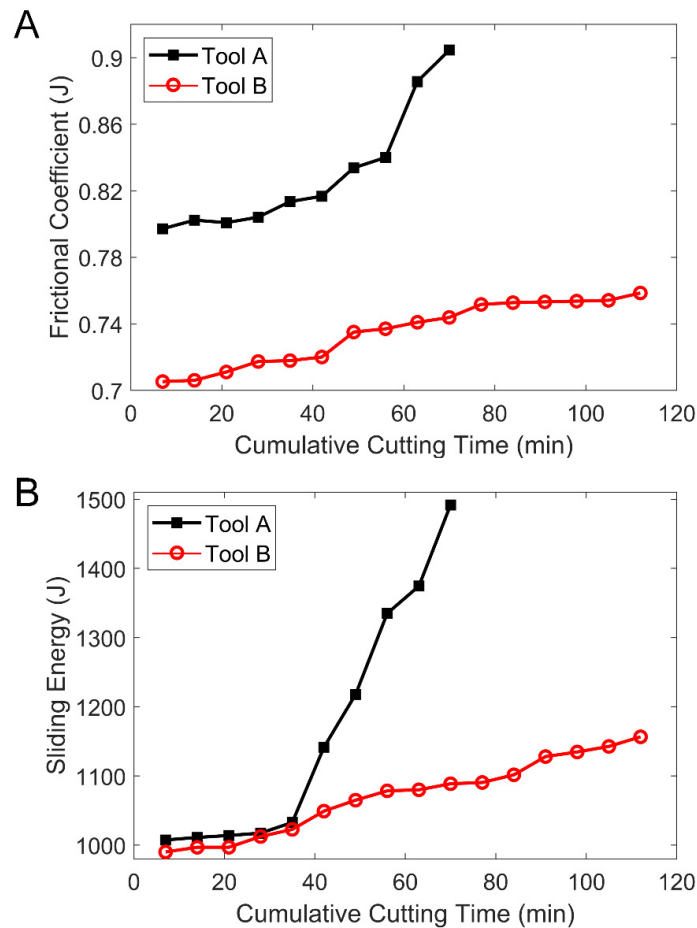 A
Tool A
Tool B
Frictional Coefficient (J)
0.9
0.86
0.82
0.78
0.74
0.7
0 20 40 60 80 100 120
Cumulative Cutting Time (min)
B
Tool A
Tool B
Sliding Energy (J)
1500
1400
1300
1200
1100
1000
0 20 40 60 80 100 120
Cumulative Cutting Time (min)